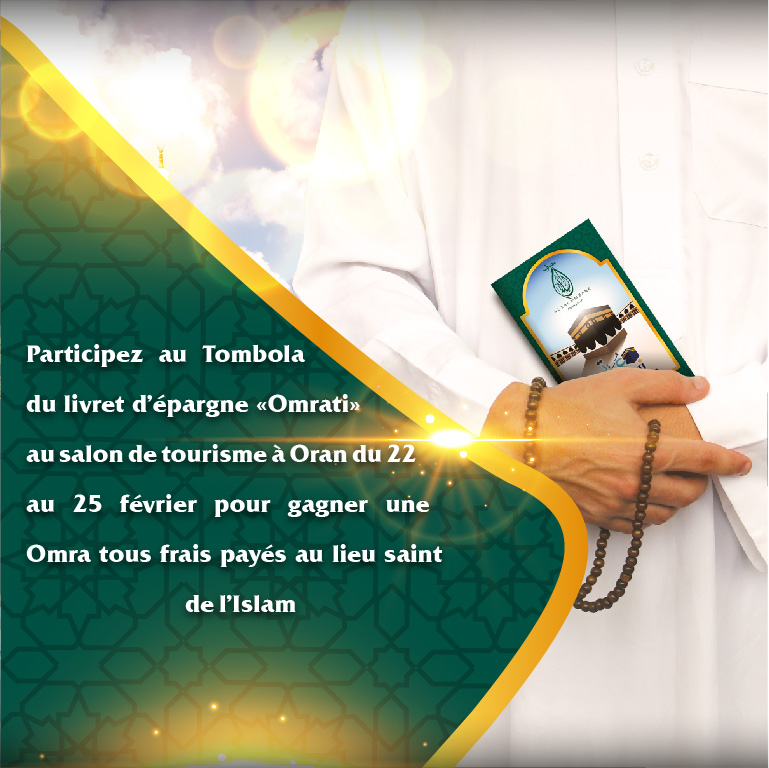 Participez au Tombola
du livret d'épargne «Omrati»
au salon de tourisme à Oran du 22
au 25 février pour gagner une
Omra tous frais payés au lieu saint
de l'Islam